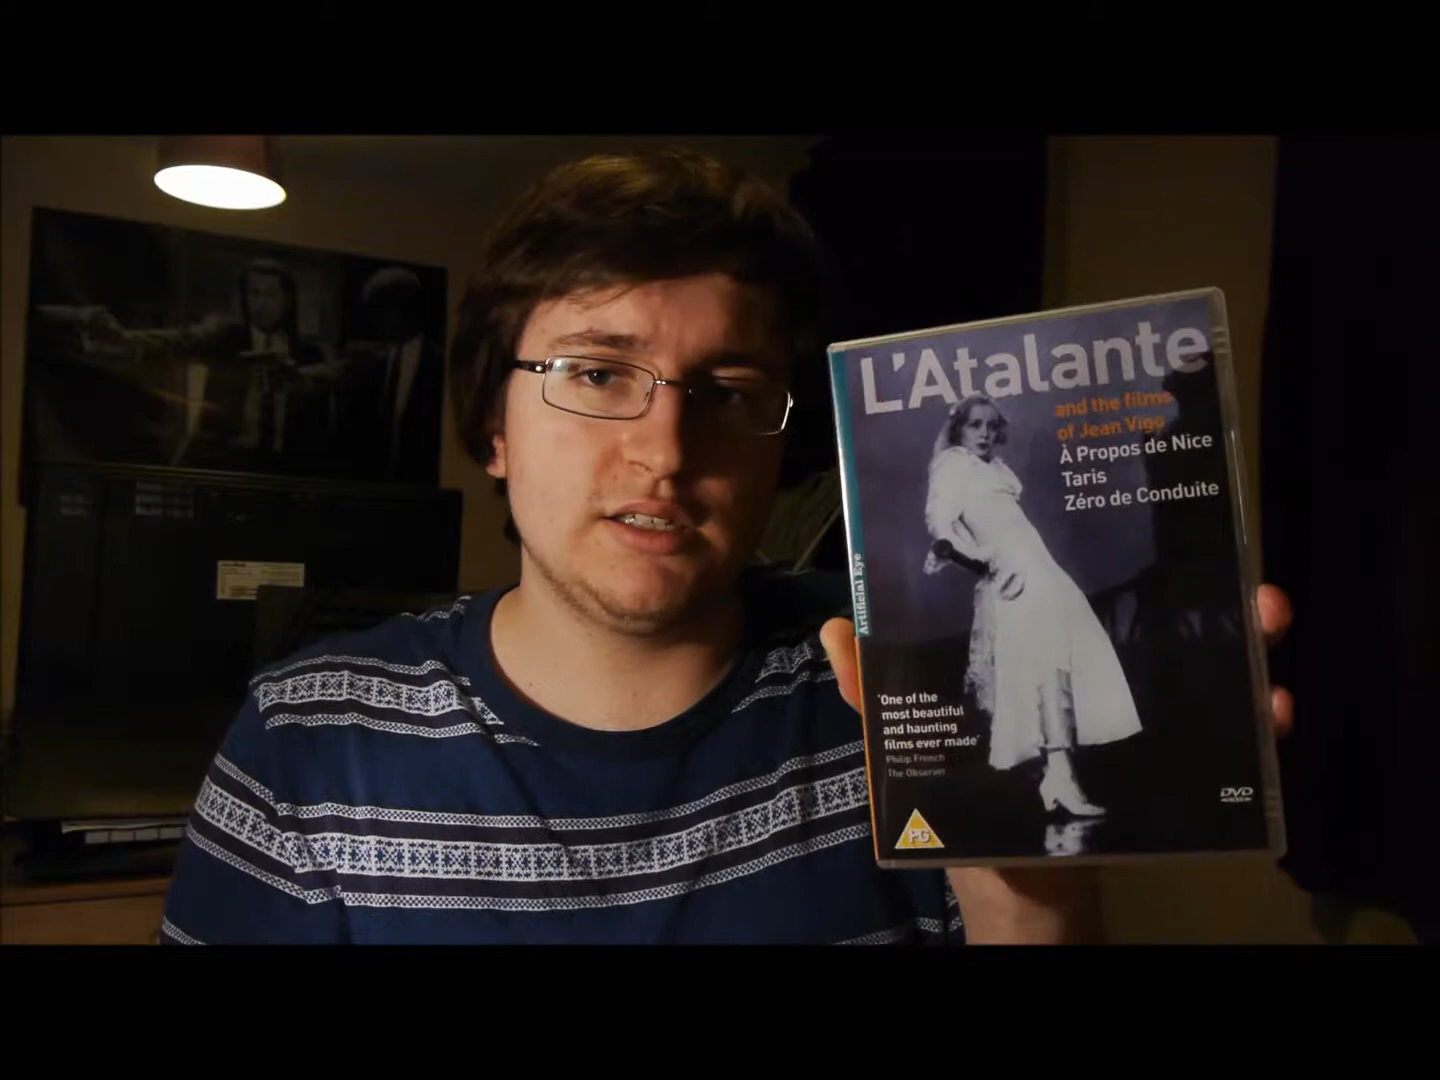 L'Atalante
and the films
of Jean Vigo
À Propos de Nice
Taris
Zéro de Conduite
Artificial Eye
'One of the
most beautiful
and haunting
films ever made'
Philip French
The Observer
PG
DVD